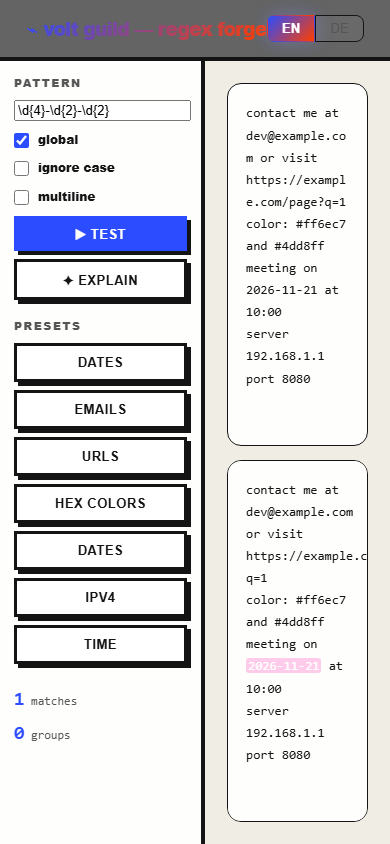 ⌁ volt guild — regex forge
EN
DE
PATTERN
\d{4}-\d{2}-\d{2}
global
ignore case
multiline
▶ TEST
✦ EXPLAIN
PRESETS
DATES
EMAILS
URLS
HEX COLORS
DATES
IPV4
TIME
1 matches
0 groups
contact me at
dev@example.co
m or visit
https://exampl
e.com/page?q=1
color: #ff6ec7
and #4dd8ff
meeting on
2026-11-21 at
10:00
server
192.168.1.1
port 8080
contact me at
dev@example.com
or visit
https://example.c
q=1
color: #ff6ec7
and #4dd8ff
meeting on
2026-11-21 at
10:00
server
192.168.1.1
port 8080